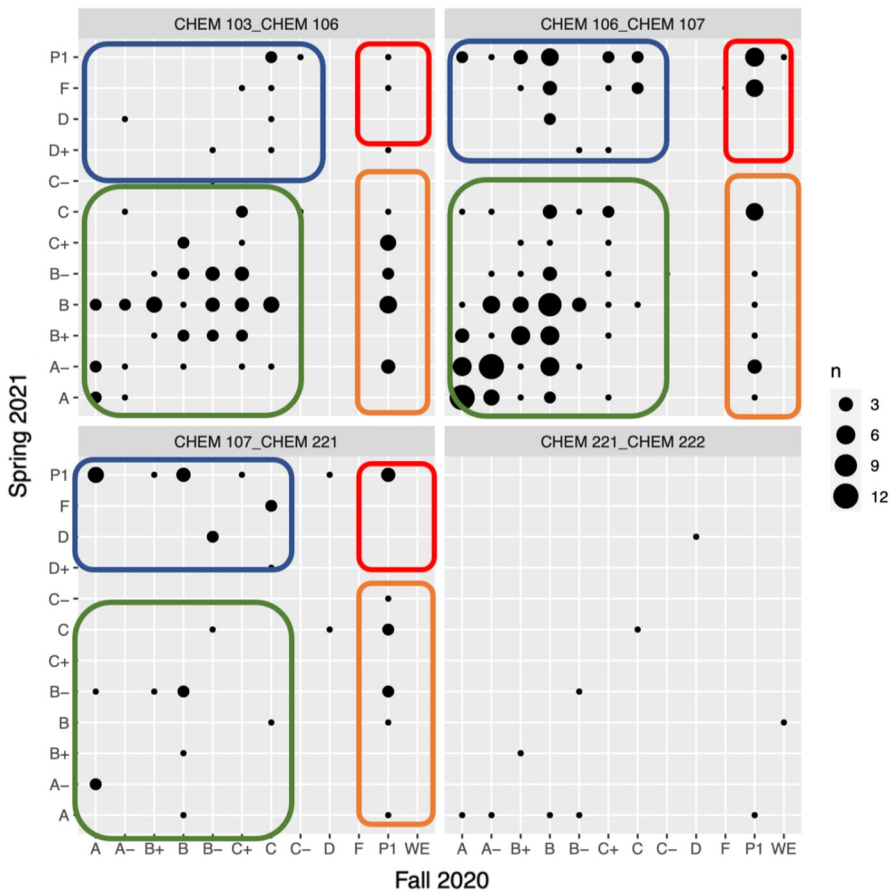 CHEM 103_CHEM 106
CHEM 106_CHEM 107
P1
F
D
D+
C−
C
C+
B−
B
B+
A−
A
CHEM 107_CHEM 221
CHEM 221_CHEM 222
P1
F
D
D+
C−
C
C+
B−
B
B+
A−
A
A A− B+ B B− C+ C C− D F P1 WE
A A− B+ B B− C+ C C− D F P1 WE
Fall 2020
Spring 2021
n
3
6
9
12